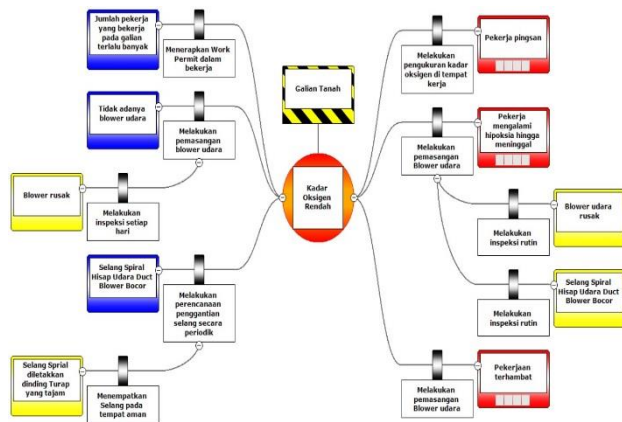 Jumlah pekerja
yang bekerja
pada galian
terlalu banyak
Menerapkan Work
Permit dalam
bekerja
Tidak adanya
blower udara
Melakukan
pemasangan
blower udara
Blower rusak
Melakukan
inspeksi setiap
hari
Selang Spiral
Hisap Udara Duct
Blower Bocor
Melakukan
perencanaan
penggantian
selang secara
periodik
Selang Sprial
diletakkan
dinding Turap
yang tajam
Menempatkan
Selang pada
tempat aman
Galian Tanah
Kadar
Oksigen
Rendah
Melakukan
pengukuran kadar
oksigen di tempat
kerja
Pekerja pingsan
Melakukan
pemasangan
Blower udara
Pekerja
mengalami
hipoksia hingga
meninggal
Melakukan
inspeksi rutin
Blower udara
rusak
Melakukan
inspeksi rutin
Selang Spiral
Hisap Udara Duct
Blower Bocor
Melakukan
pemasangan
Blower udara
Pekerjaan
terhambat